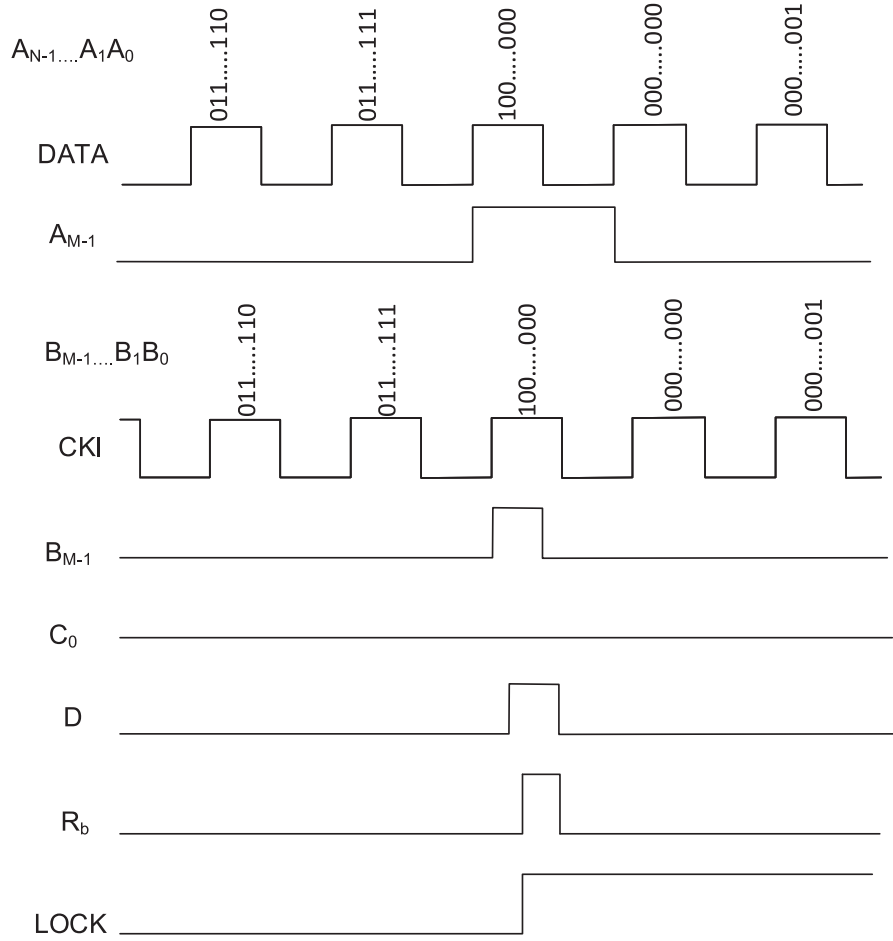 A_{N-1....}A_1A_0
011......110
011......111
100......000
000......000
000......001
DATA
A_{M-1}
B_{M-1....}B_1B_0
011......110
011......111
100......000
000......000
000......001
CKI
B_{M-1}
C_0
D
R_b
LOCK